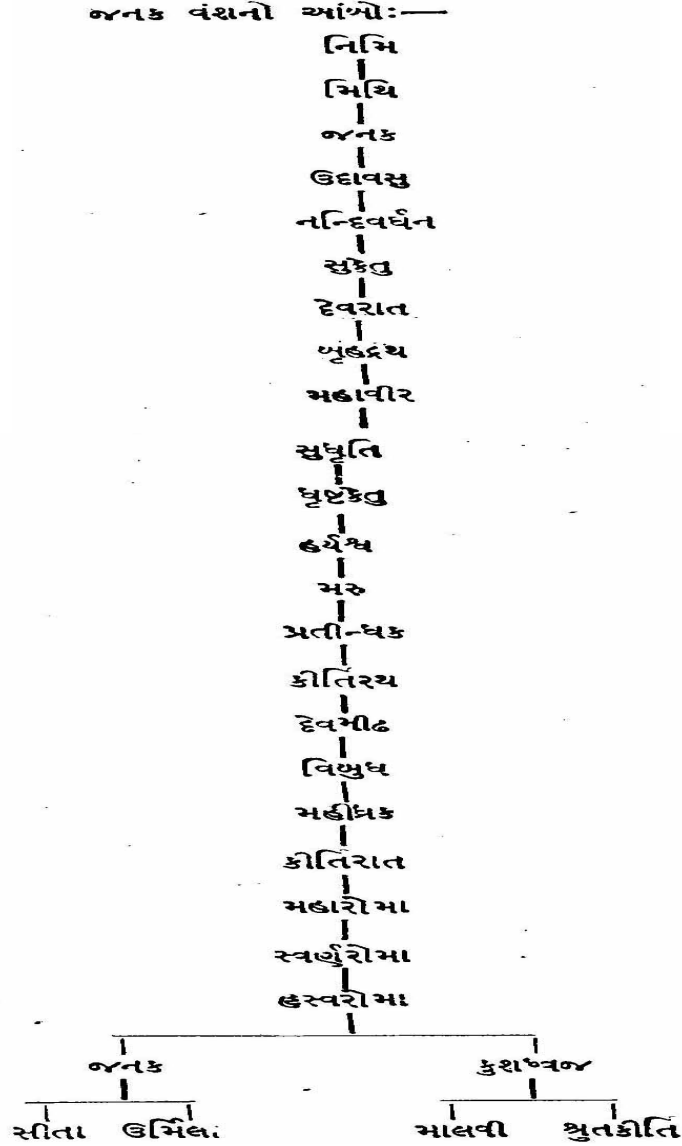 જનક વંશનો આંબો:—
નિમિ
મિથિ
જનક
ઉદાવસુ
નન્દિવર્ધન
સુકેતુ
દેવરાત
બૃહદ્રથ
મહાવીર
સુધૃતિ
ધૃષ્ટકેતુ
હર્યશ્વ
મરુ
પ્રતીન્ધક
કીર્તિરથ
દેવમીઢ
વિબુધ
મહીધ્રક
કીર્તિરાત
મહારોમા
સ્વર્ણરોમા
હ્રસ્વરોમા
જનક કુશધ્વજ
સીતા ઉર્મિલા માલવી શ્રુતકીર્તિ